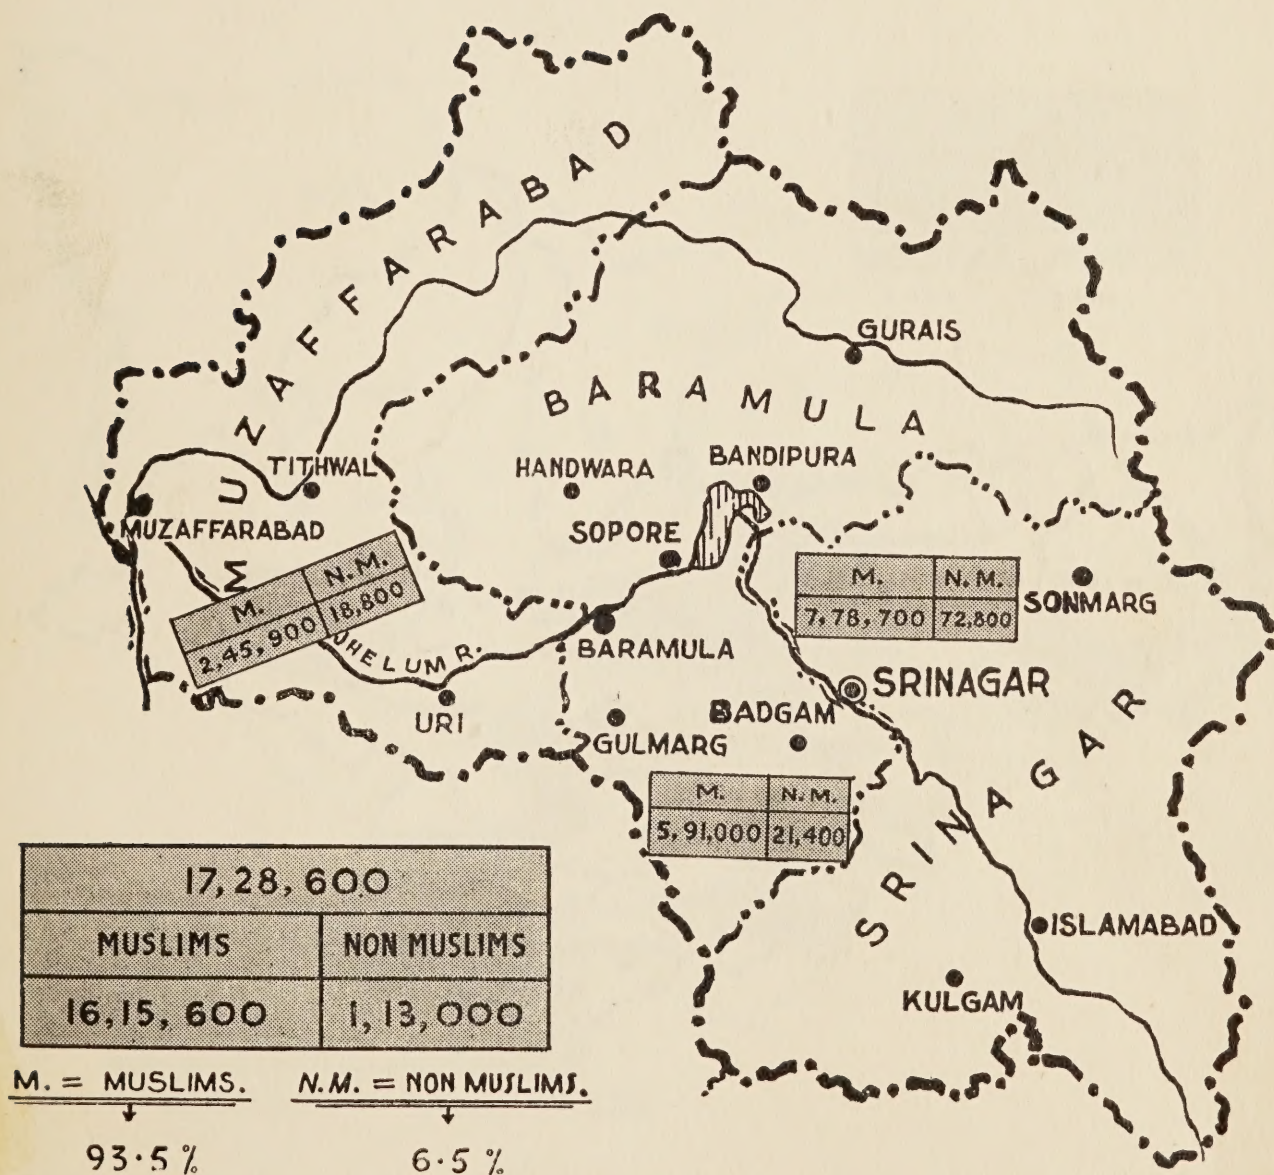 MUZAFFARABAD
GURAIS
BARAMULA
TITHWAL
HANDWARA
BANDIPURA
MUZAFFARABAD
SOPORE
M. N.M.
2,45,900 18,800
M. N.M.
7,78,700 72,800
SONMARG
JHELUM R.
BARAMULA
URI
SRINAGAR
BADGAM
GULMARG
SRINAGAR
M. N.M.
5,91,000 21,400
17,28,600
MUSLIMS NON MUSLIMS
16,15,600 1,13,000
ISLAMABAD
KULGAM
M. = MUSLIMS. N.M. = NON MUSLIMS.
93.5% 6.5%